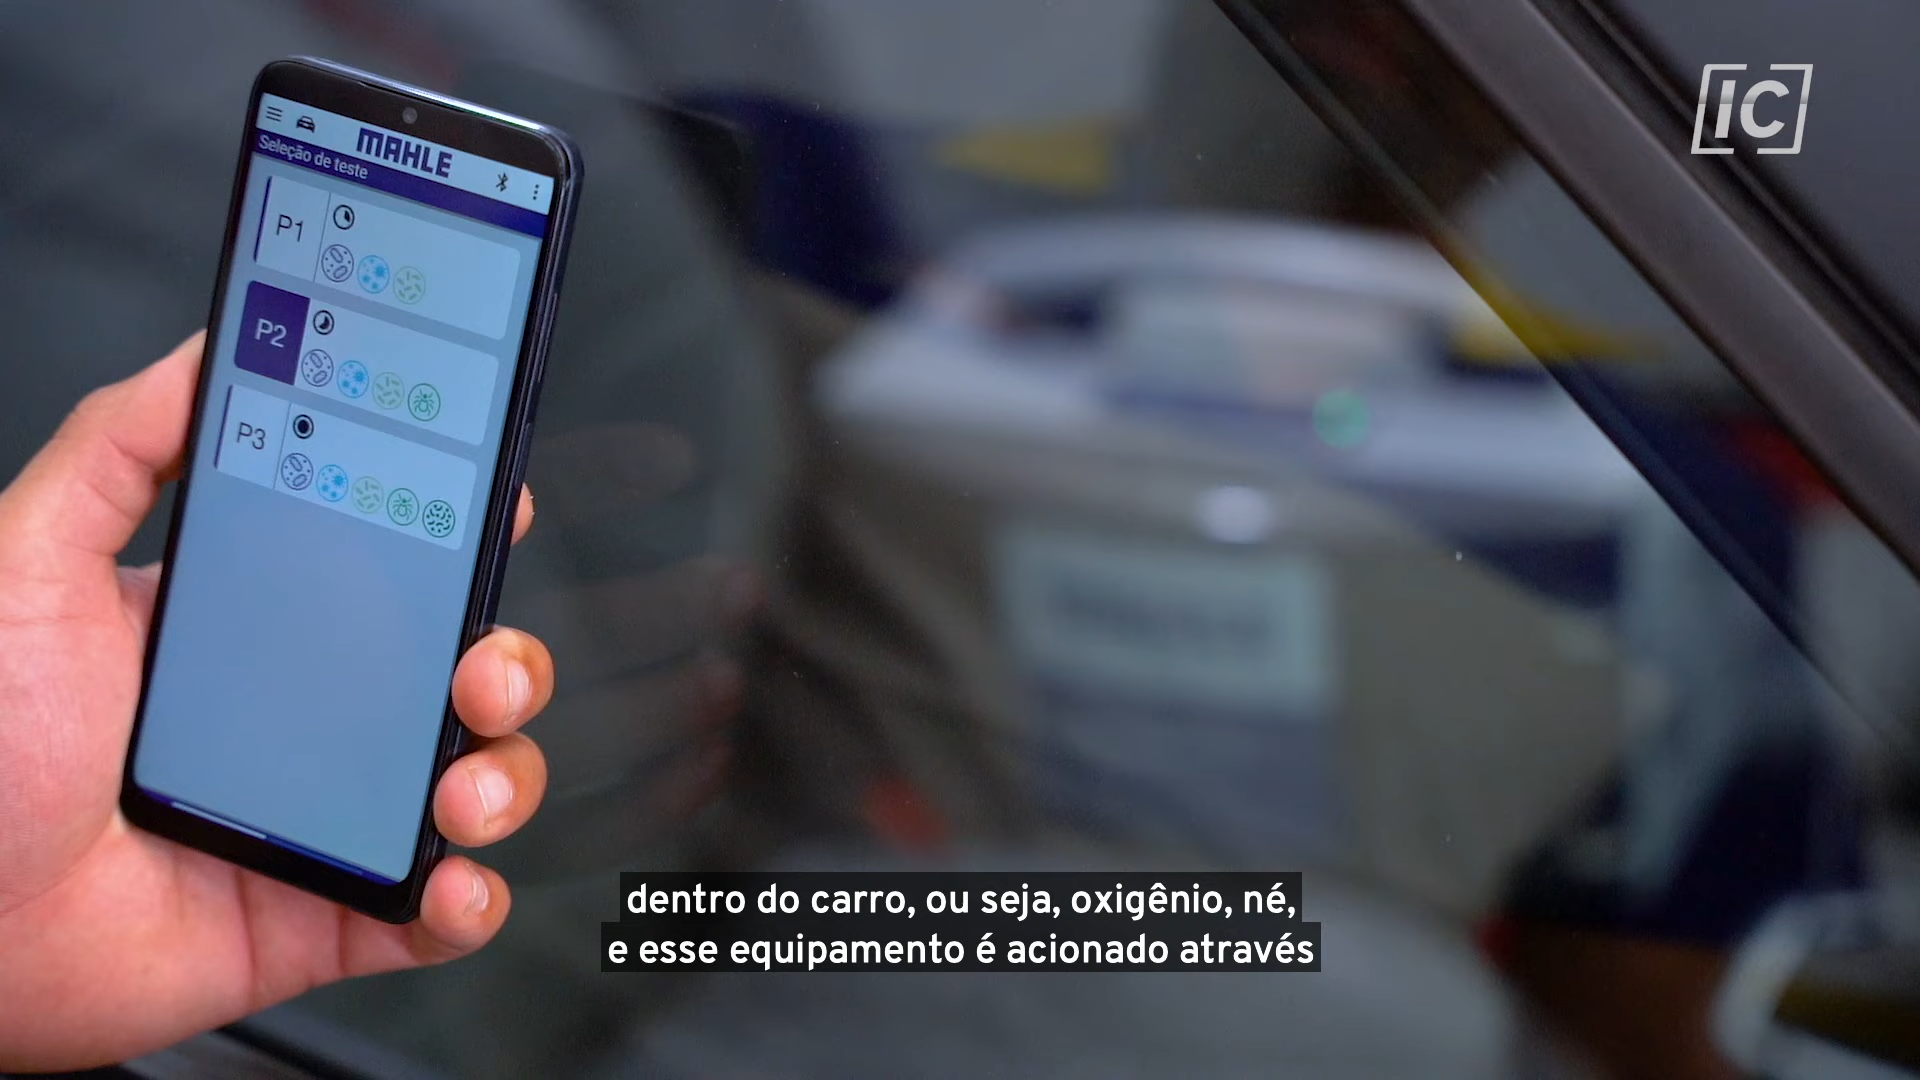 [IC]
MAHLE
Seleção de teste
P1
P2
P3
dentro do carro, ou seja, oxigênio, né,
e esse equipamento é acionado através